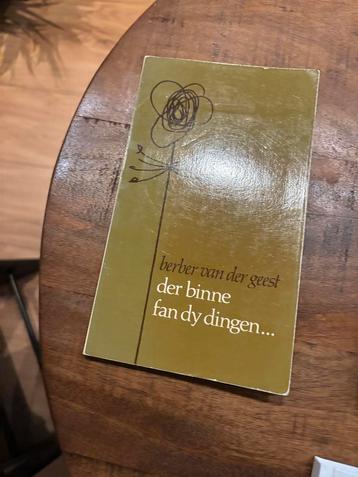 berber van der geest
der binne
fan dy dingen...